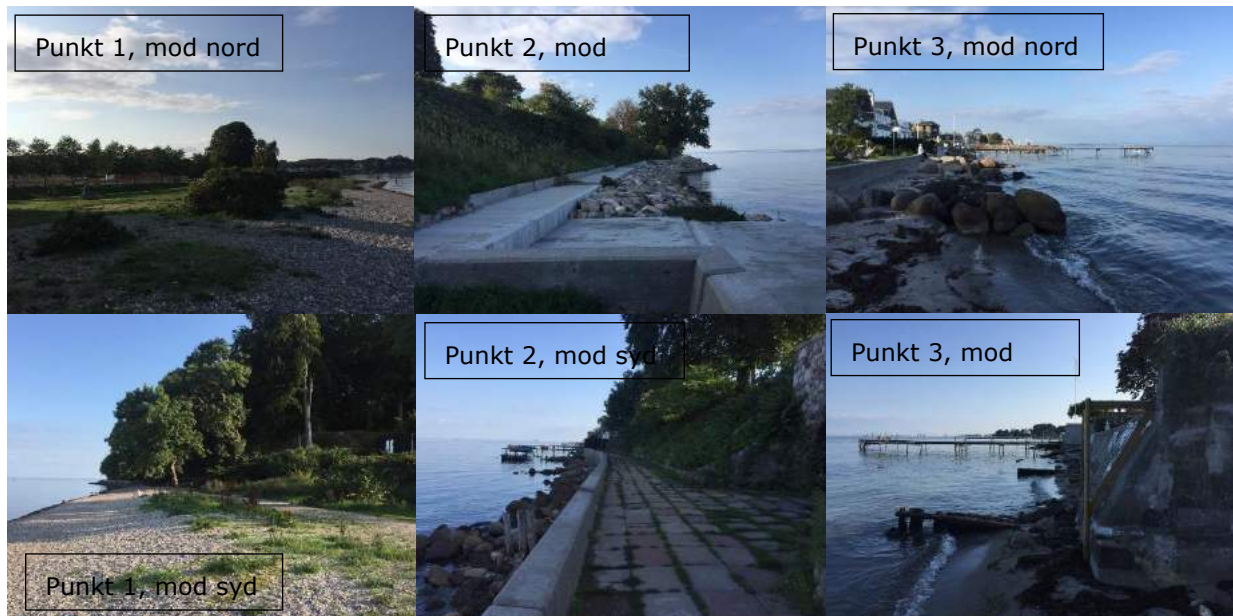 Punkt 1, mod nord
Punkt 2, mod
Punkt 3, mod nord
Punkt 1, mod syd
Punkt 2, mod syd
Punkt 3, mod